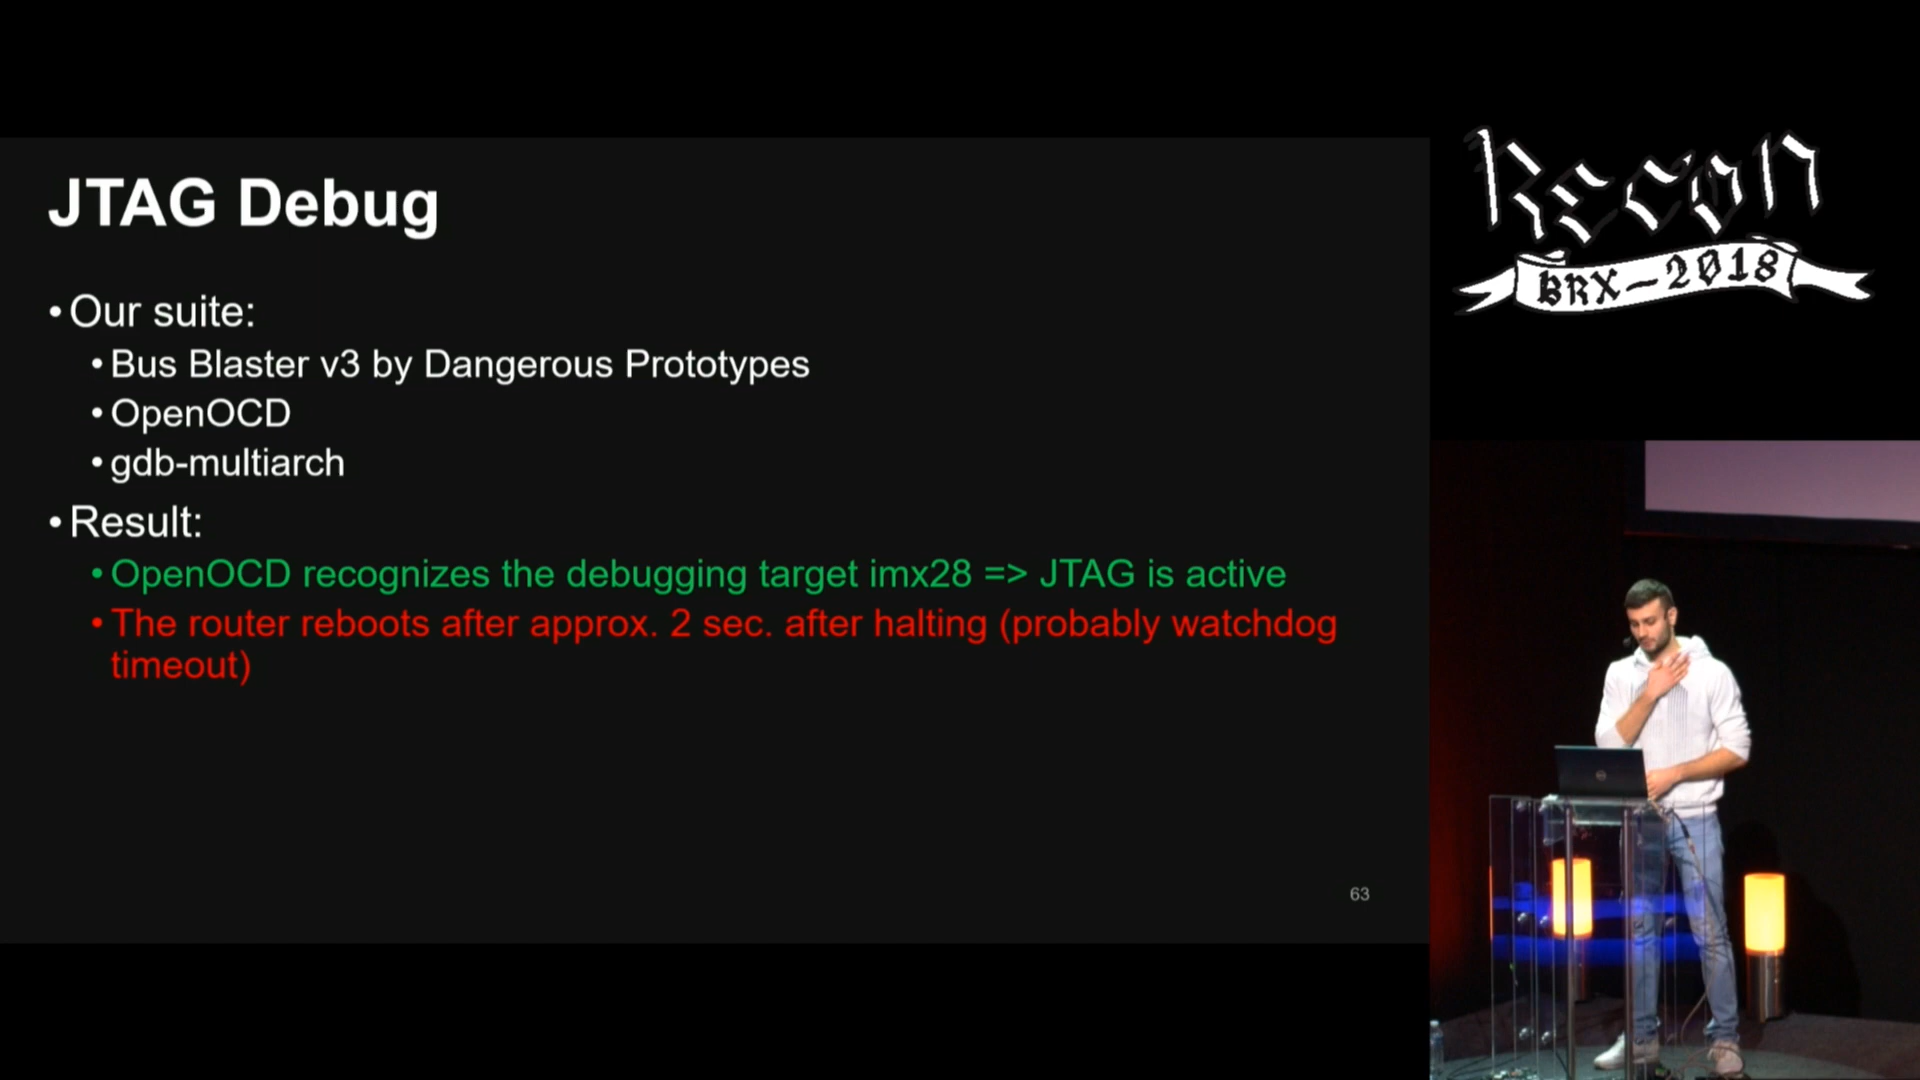 JTAG Debug
• Our suite:
• Bus Blaster v3 by Dangerous Prototypes
• OpenOCD
• gdb-multiarch
• Result:
• OpenOCD recognizes the debugging target imx28 => JTAG is active
• The router reboots after approx. 2 sec. after halting (probably watchdog
timeout)
63
Recon
BRX-2018